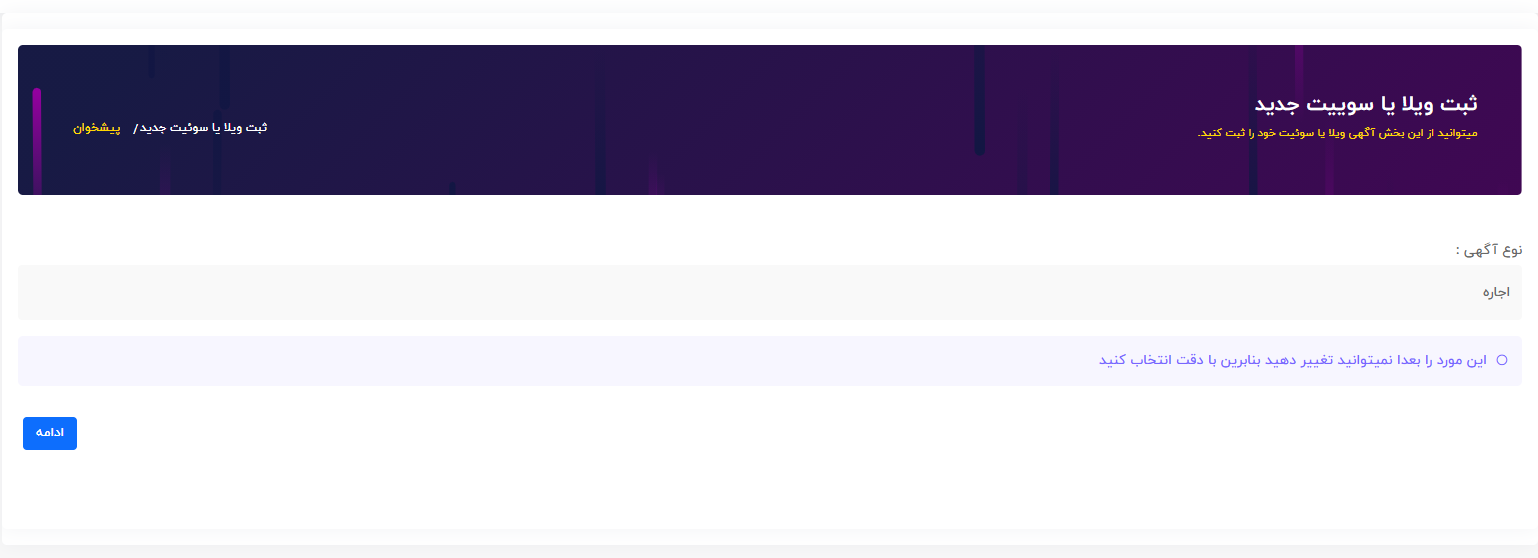 ثبت ویلا یا سوییت جدید
میتوانید از این بخش آگهی ویلا یا سوئیت خود را ثبت کنید.
پیشخوان / ثبت ویلا یا سوئیت جدید
نوع آگهی :
اجاره
این مورد را بعدا نمیتوانید تغییر دهید بنابرین با دقت انتخاب کنید
ادامه